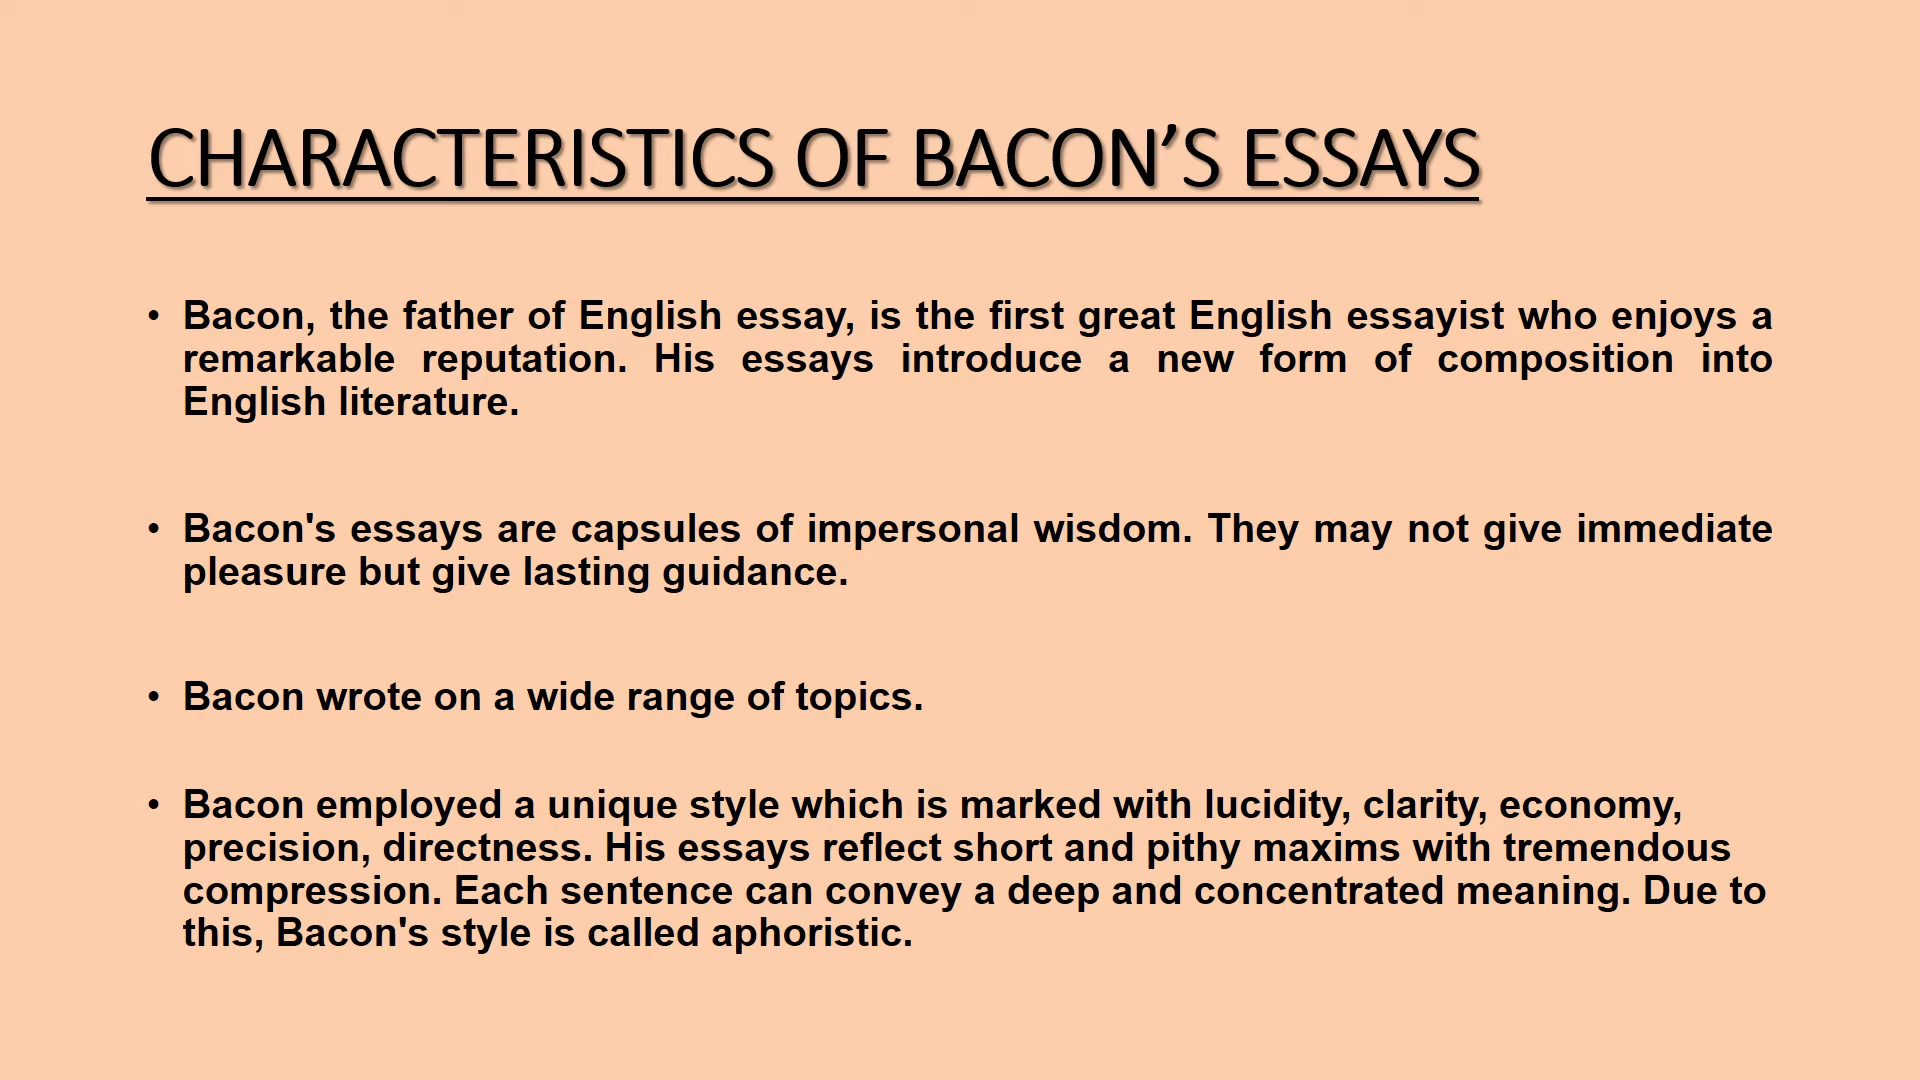 CHARACTERISTICS OF BACON’S ESSAYS
• Bacon, the father of English essay, is the first great English essayist who enjoys a
remarkable reputation. His essays introduce a new form of composition into
English literature.
• Bacon's essays are capsules of impersonal wisdom. They may not give immediate
pleasure but give lasting guidance.
• Bacon wrote on a wide range of topics.
• Bacon employed a unique style which is marked with lucidity, clarity, economy,
precision, directness. His essays reflect short and pithy maxims with tremendous
compression. Each sentence can convey a deep and concentrated meaning. Due to
this, Bacon's style is called aphoristic.